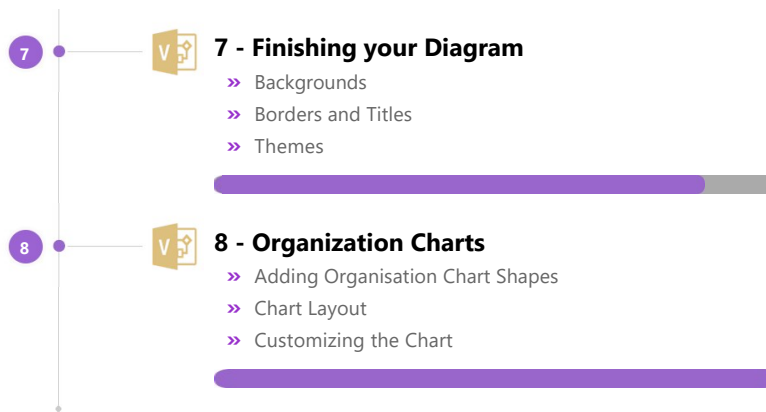 7
V
7 - Finishing your Diagram
» Backgrounds
» Borders and Titles
» Themes
8
V
8 - Organization Charts
» Adding Organisation Chart Shapes
» Chart Layout
» Customizing the Chart